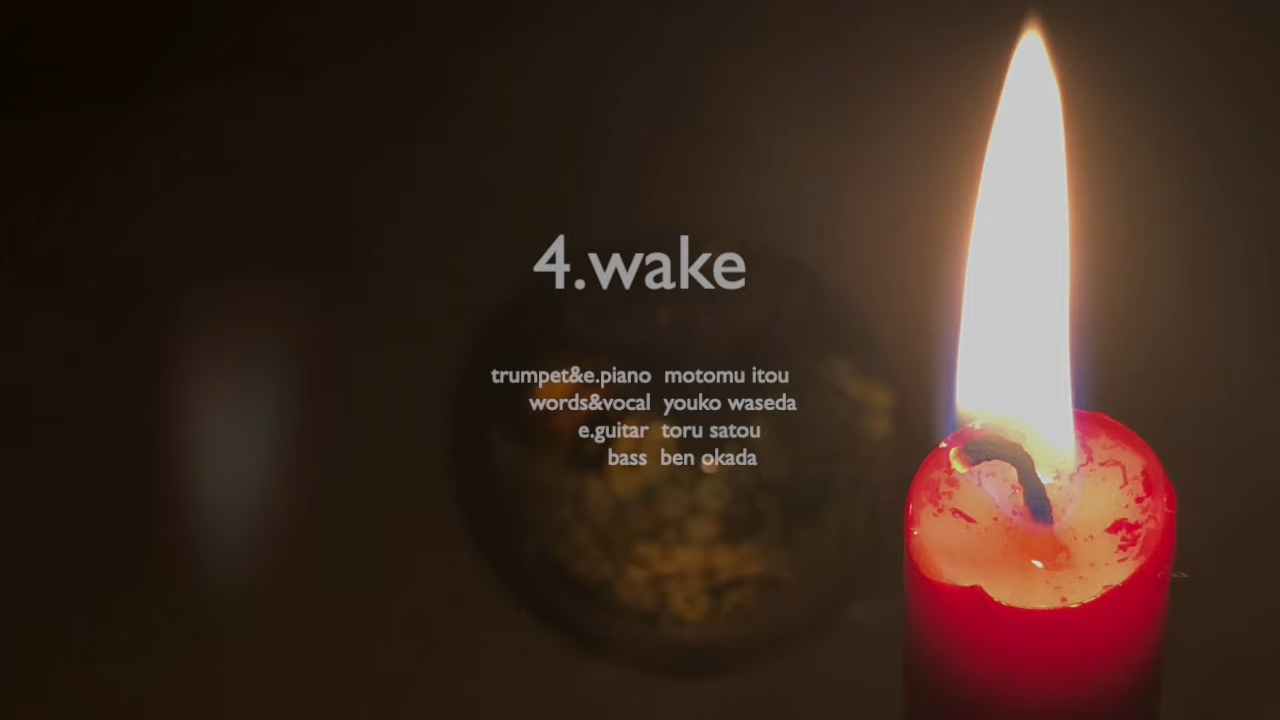 4.wake
trumpet&e.piano motomu itou
words&vocal youko waseda
e.guitar toru satou
bass ben okada